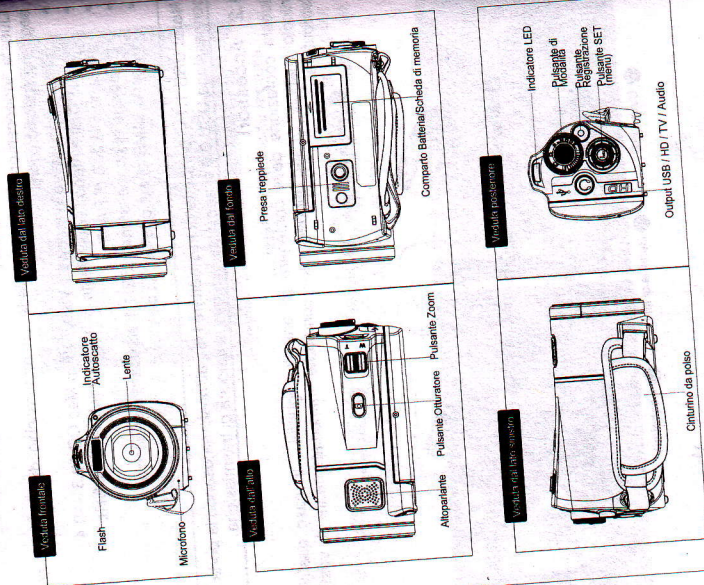 Veduta frontale
Flash
Indicatore
Autoscatto
Lente
Microfono
Veduta dal lato destro
Veduta dall'alto
Altoparlante
Pulsante Otturatore
Pulsante Zoom
Veduta dal fondo
Presa treppiede
Comparto Batteria/Scheda di memoria
Veduta dal lato sinistro
Cinturino da polso
Veduta posteriore
Indicatore LED
Pulsante di
Modalità
Pulsante
Registrazione
Pulsante SET
(menu)
Output USB / HD / TV / Audio